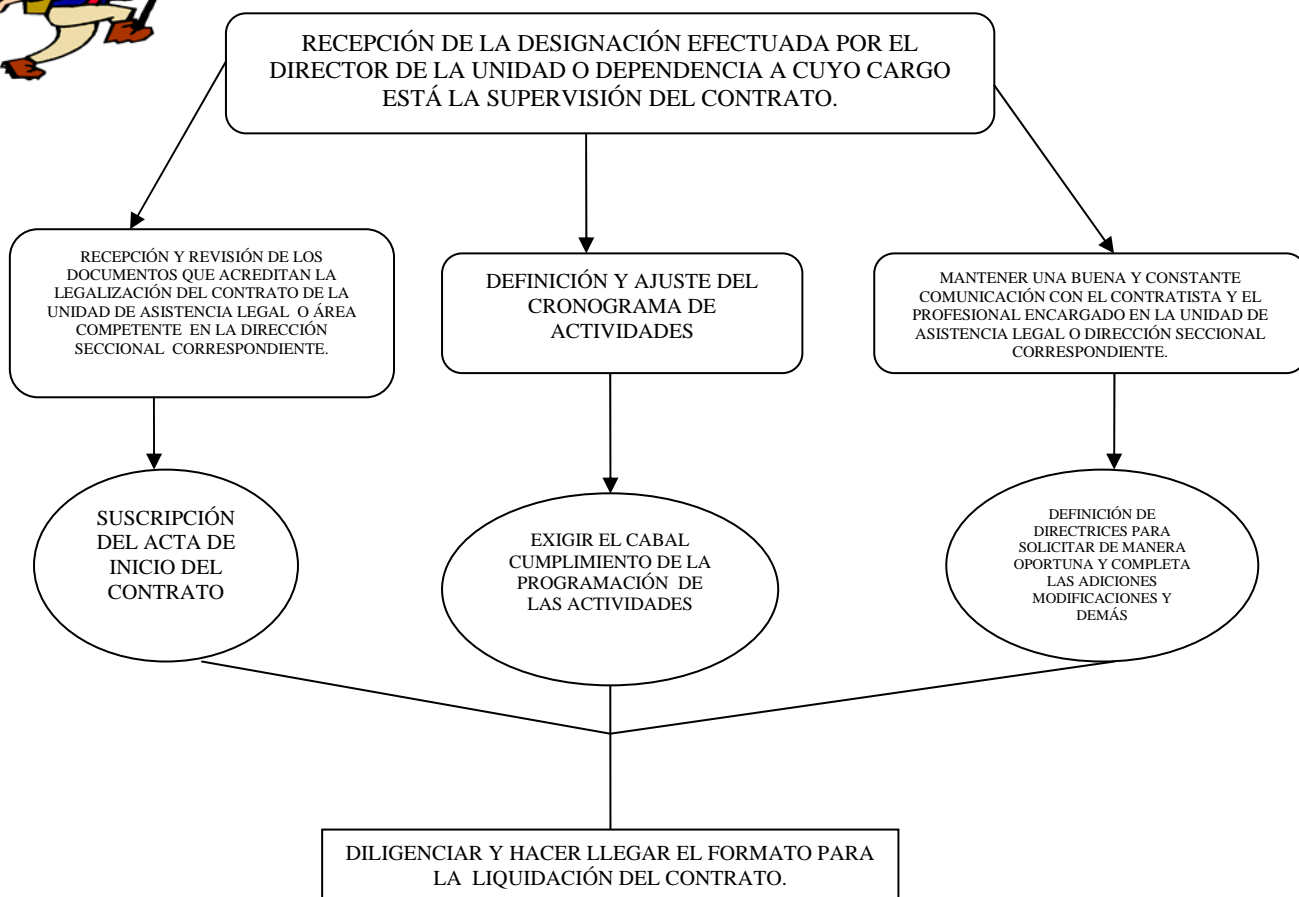 RECEPCIÓN DE LA DESIGNACIÓN EFECTUADA POR EL
DIRECTOR DE LA UNIDAD O DEPENDENCIA A CUYO CARGO
ESTÁ LA SUPERVISIÓN DEL CONTRATO.
RECEPCIÓN Y REVISIÓN DE LOS
DOCUMENTOS QUE ACREDITAN LA
LEGALIZACIÓN DEL CONTRATO DE LA
UNIDAD DE ASISTENCIA LEGAL O ÁREA
COMPETENTE EN LA DIRECCIÓN
SECCIONAL CORRESPONDIENTE.
DEFINICIÓN Y AJUSTE DEL
CRONOGRAMA DE
ACTIVIDADES
MANTENER UNA BUENA Y CONSTANTE
COMUNICACIÓN CON EL CONTRATISTA Y EL
PROFESIONAL ENCARGADO EN LA UNIDAD DE
ASISTENCIA LEGAL O DIRECCIÓN SECCIONAL
CORRESPONDIENTE.
SUSCRIPCIÓN
DEL ACTA DE
INICIO DEL
CONTRATO
EXIGIR EL CABAL
CUMPLIMIENTO DE LA
PROGRAMACIÓN DE
LAS ACTIVIDADES
DEFINICIÓN DE
DIRECTRICES PARA
SOLICITAR DE MANERA
OPORTUNA Y COMPLETA
LAS ADICIONES
MODIFICACIONES Y
DEMÁS
DILIGENCIAR Y HACER LLEGAR EL FORMATO PARA
LA LIQUIDACIÓN DEL CONTRATO.